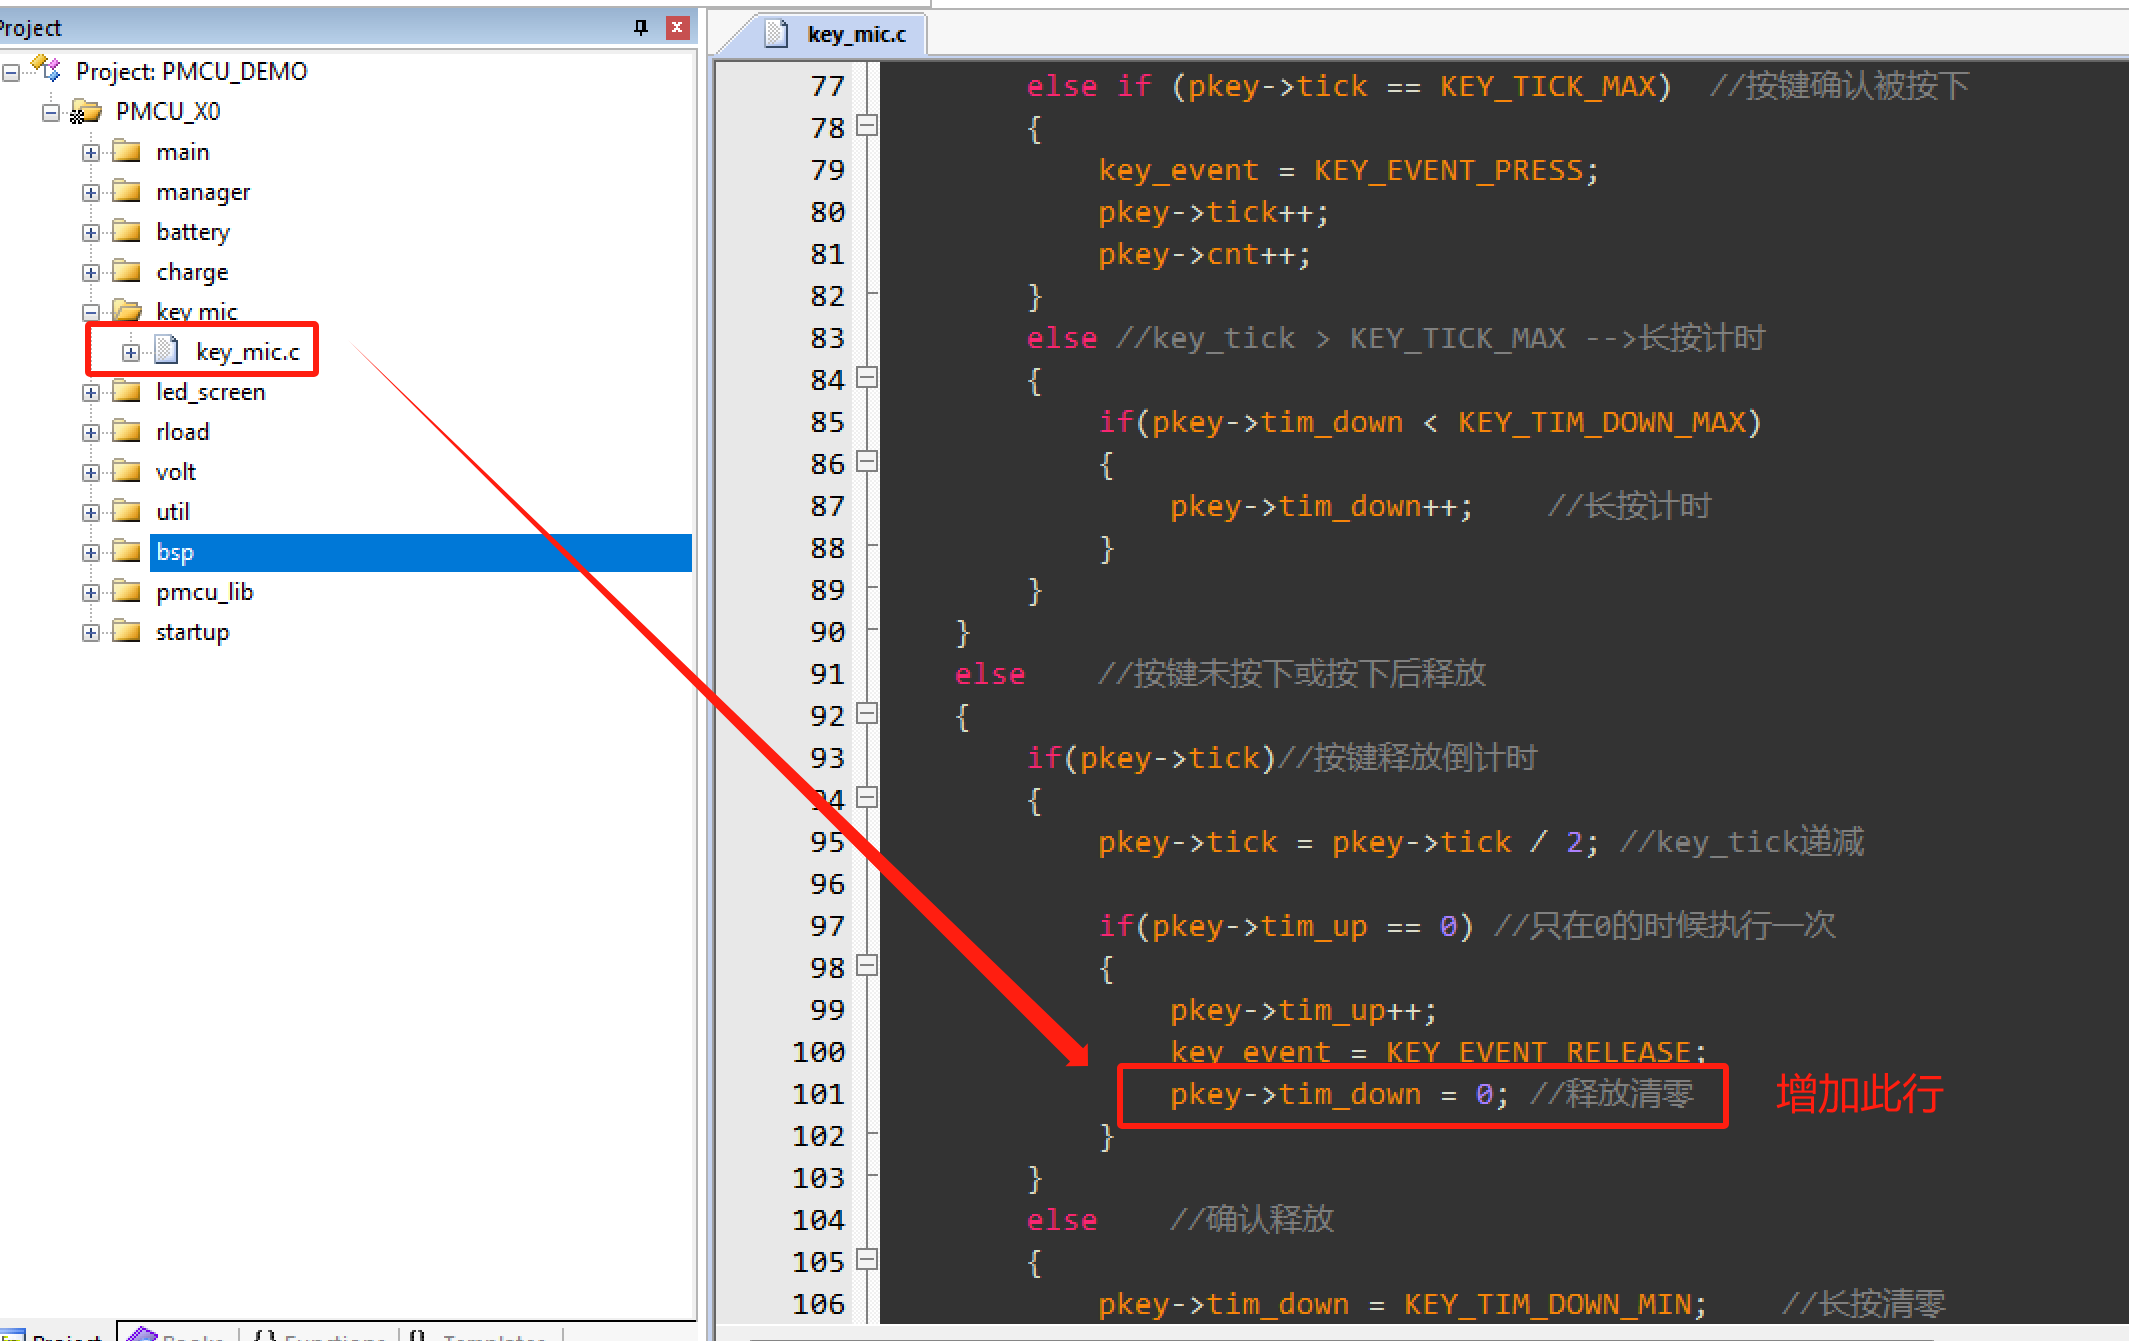 Project
Project: PMCU_DEMO
PMCU_X0
main
manager
battery
charge
key mic
key_mic.c
led_screen
rload
volt
util
bsp
pmcu_lib
startup
key_mic.c
77 else if (pkey->tick == KEY_TICK_MAX) //按键确认被按下
78 {
79 key_event = KEY_EVENT_PRESS;
80 pkey->tick++;
81 pkey->cnt++;
82 }
83 else //key_tick > KEY_TICK_MAX -->长按计时
84 {
85 if(pkey->tim_down < KEY_TIM_DOWN_MAX)
86 {
87 pkey->tim_down++; //长按计时
88 }
89 }
90 }
91 else //按键未按下或按下后释放
92 {
93 if(pkey->tick)//按键释放倒计时
94 {
95 pkey->tick = pkey->tick / 2; //key_tick递减
96
97 if(pkey->tim_up == 0) //只在0的时候执行一次
98 {
99 pkey->tim_up++;
100 key_event = KEY_EVENT_RELEASE;
101 pkey->tim_down = 0; //释放清零 增加此行
102 }
103 }
104 else //确认释放
105 {
106 pkey->tim_down = KEY_TIM_DOWN_MIN; //长按清零
Project Books {} Functions Templates